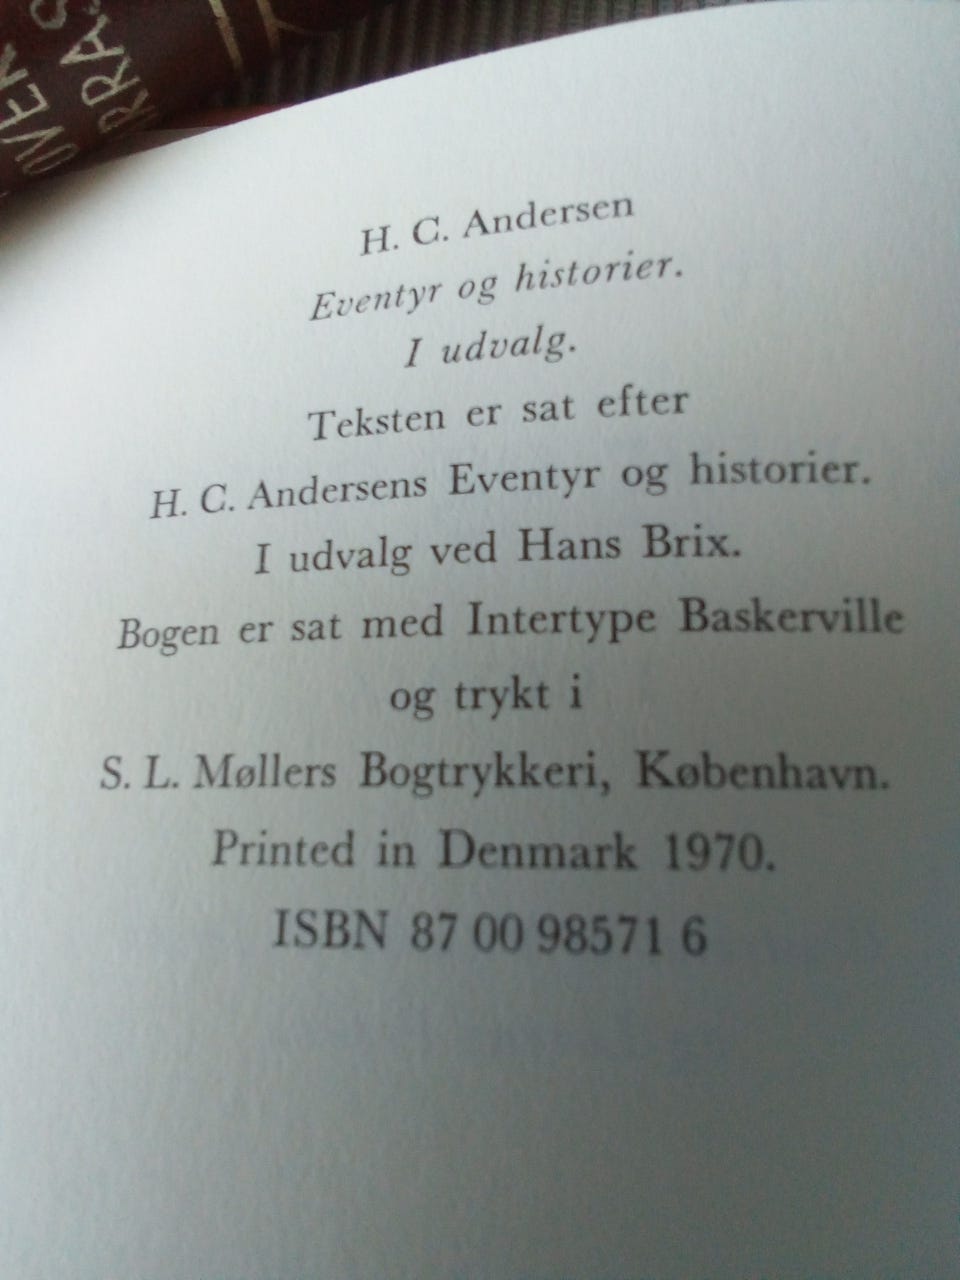 H. C. Andersen
Eventyr og historier.
I udvalg.
Teksten er sat efter
H. C. Andersens Eventyr og historier.
I udvalg ved Hans Brix.
Bogen er sat med Intertype Baskerville
og trykt i
S. L. Møllers Bogtrykkeri, København.
Printed in Denmark 1970.
ISBN 87 00 98571 6